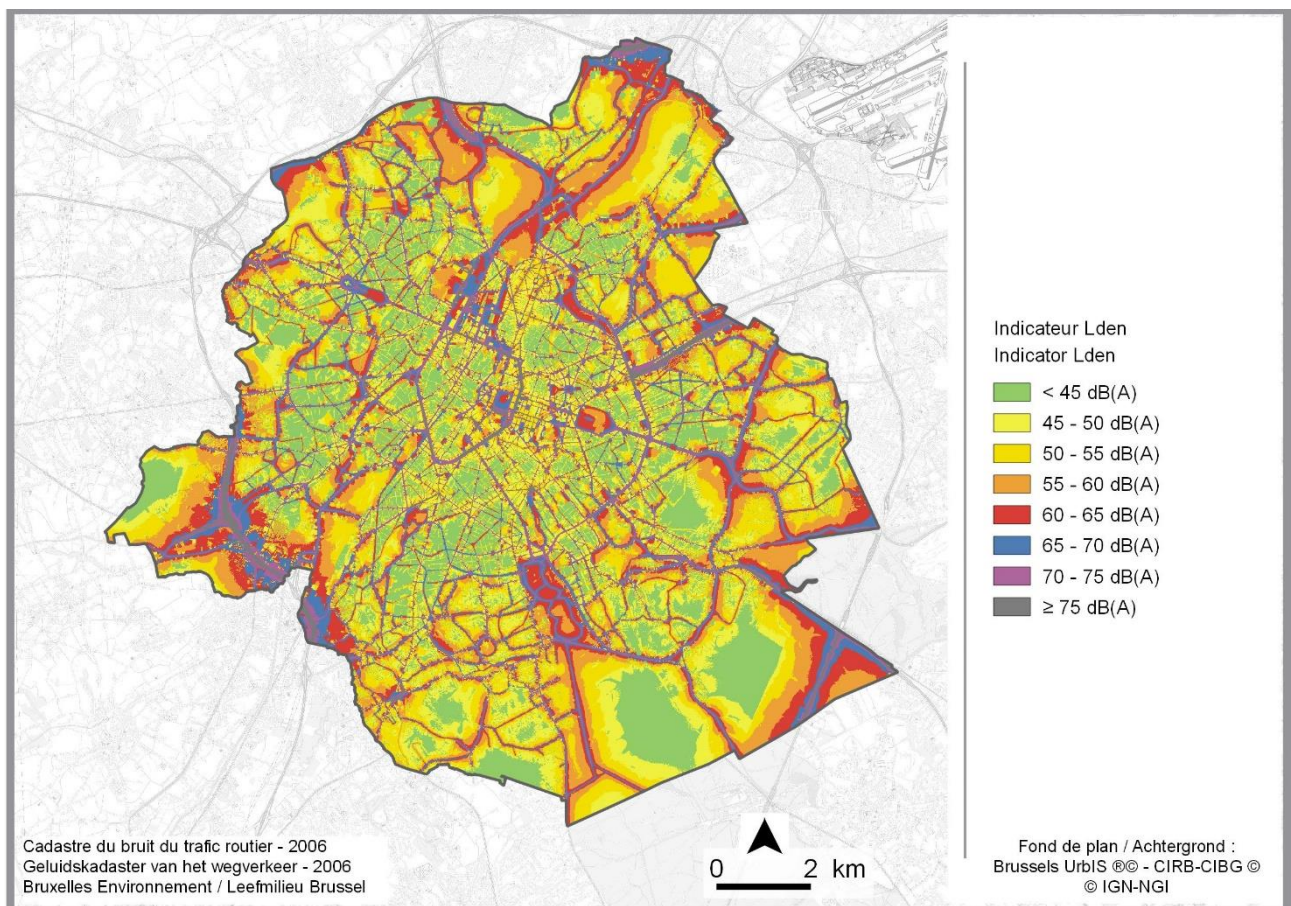 Indicateur Lden
Indicator Lden
< 45 dB(A)
45 - 50 dB(A)
50 - 55 dB(A)
55 - 60 dB(A)
60 - 65 dB(A)
65 - 70 dB(A)
70 - 75 dB(A)
≥ 75 dB(A)
Cadastre du bruit du trafic routier - 2006
Geluidskadaster van het wegverkeer - 2006
Bruxelles Environnement / Leefmilieu Brussel
0 2 km
Fond de plan / Achtergrond :
Brussels UrbIS ®© - CIRB-CIBG ©
© IGN-NGI